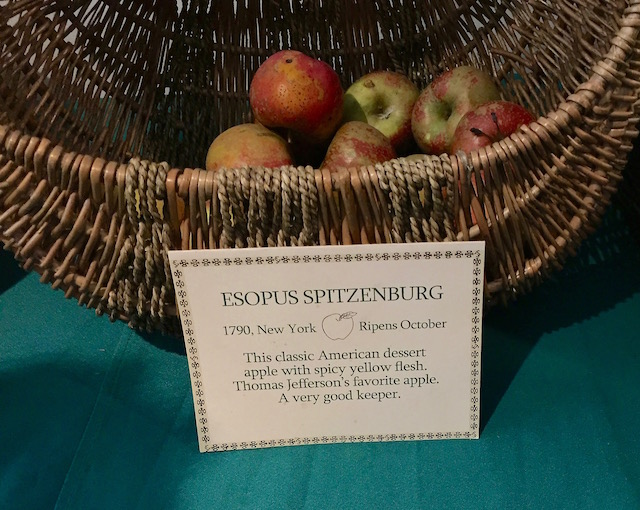 ESOPUS SPITZENBURG
1790, New York Ripens October
This classic American dessert
apple with spicy yellow flesh.
Thomas Jefferson's favorite apple.
A very good keeper.